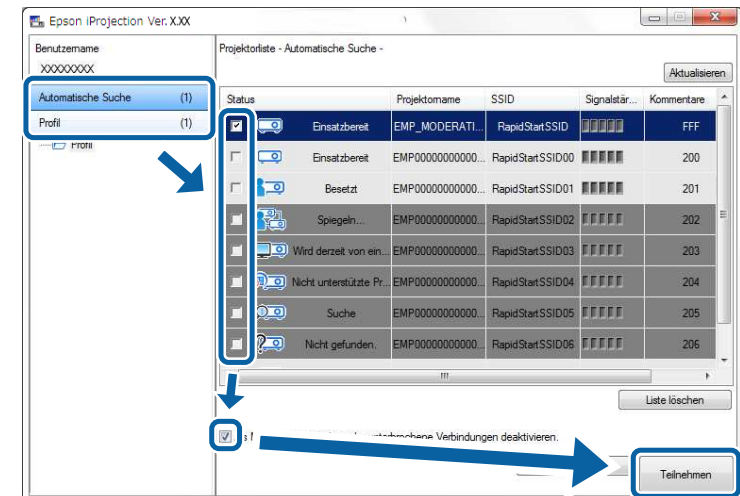 Epson iProjection Ver. X.XX
Benutzername
XXXXXXXX
Automatische Suche (1)
Profil (1)
Profil
Projektorliste - Automatische Suche -
Aktualisieren
Status Projektorname SSID Signalstär... Kommentare
Einsatzbereit EMP_MODERATI... RapidStartSSID FFF
Einsatzbereit EMP00000000000... RapidStartSSID00 200
Besetzt EMP00000000000... RapidStartSSID01 201
Spiegeln... EMP00000000000... RapidStartSSID02 202
Wird derzeit von ein... EMP00000000000... RapidStartSSID03 203
Nicht unterstützte Pr... EMP00000000000... RapidStartSSID04 204
Suche EMP00000000000... RapidStartSSID05 205
Nicht gefunden. EMP00000000000... RapidStartSSID06 206
Liste löschen
Verbindungen deaktivieren.
Teilnehmen